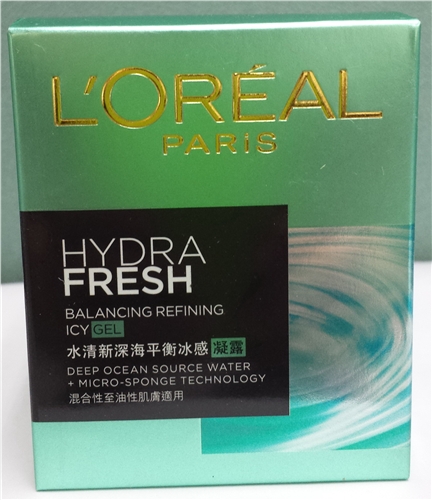 L'ORÉAL
PARIS
HYDRA
FRESH
BALANCING REFINING
ICY GEL
水清新深海平衡冰感凝露
DEEP OCEAN SOURCE WATER
+ MICRO-SPONGE TECHNOLOGY
混合性至油性肌膚適用